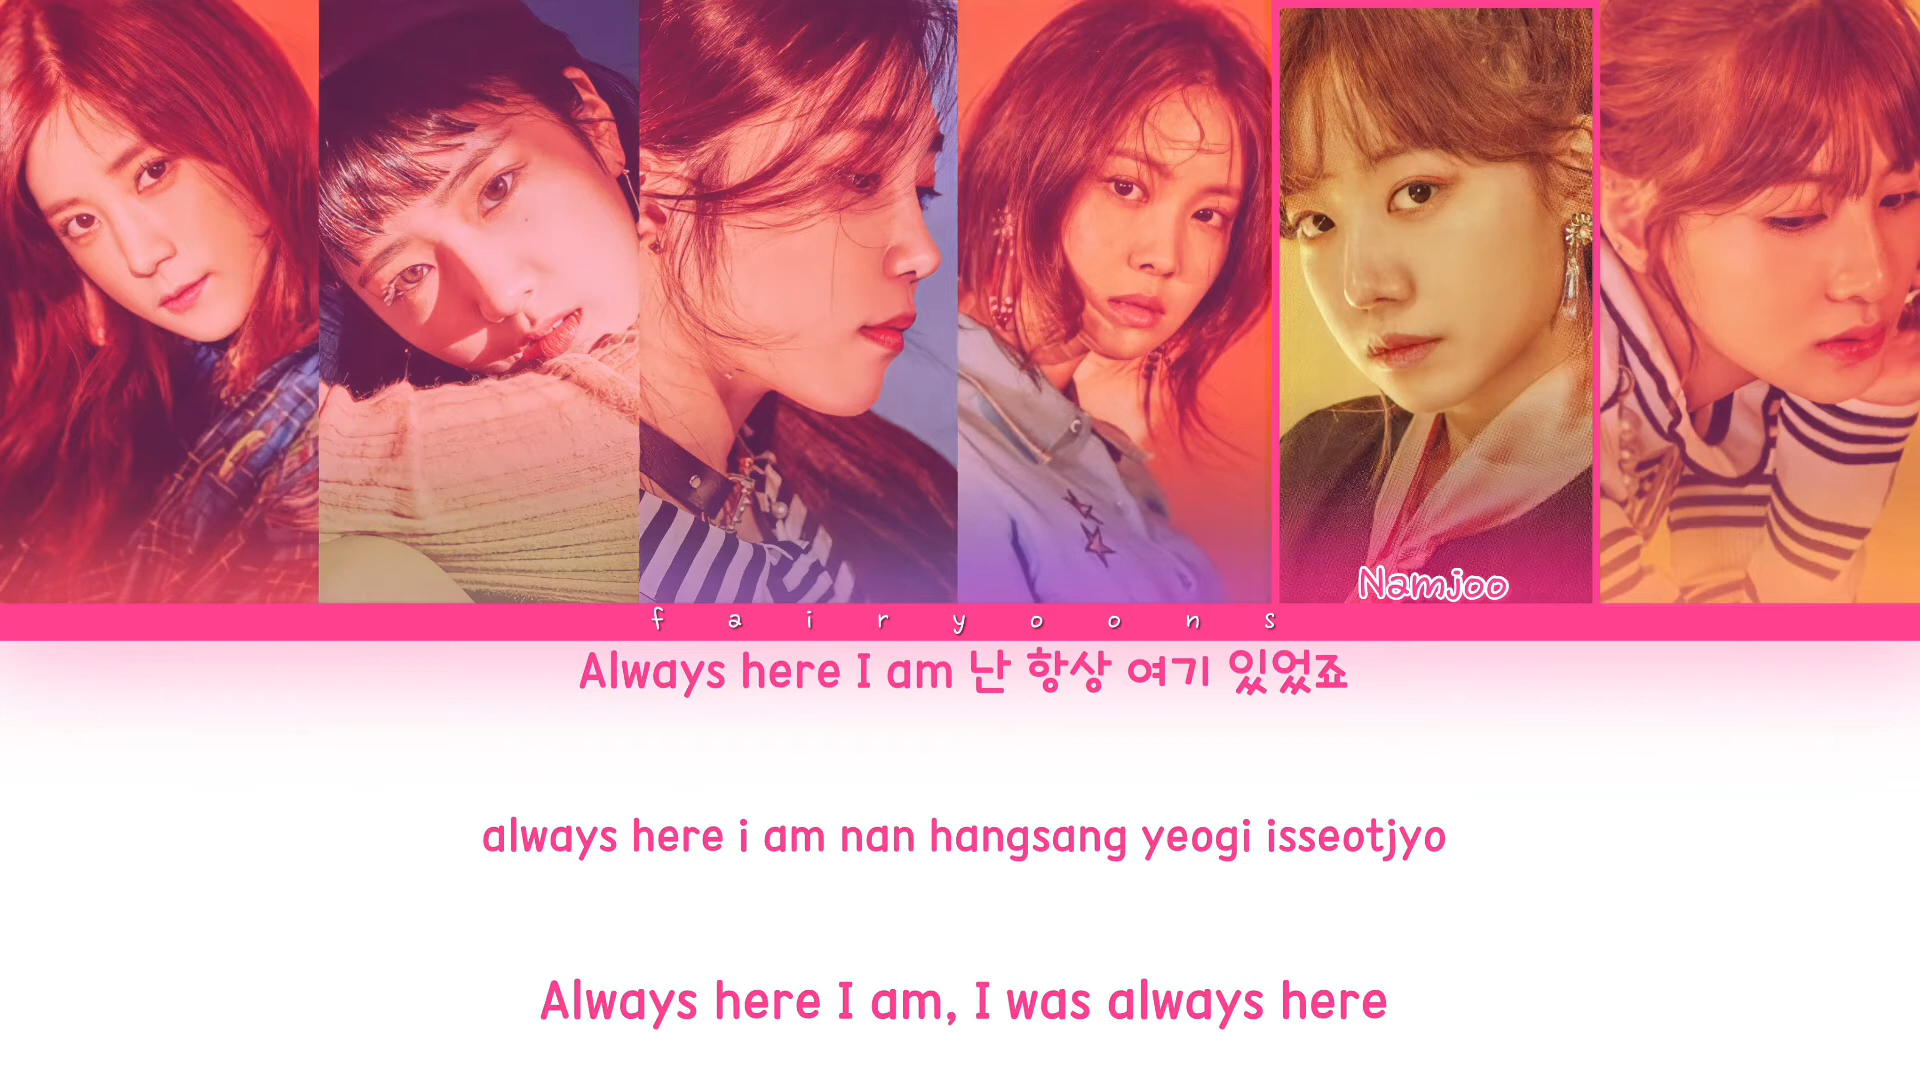 Namjoo
fairyoons
Always here I am 난 항상 여기 있었죠
always here i am nan hangsang yeogi isseotjyo
Always here I am, I was always here